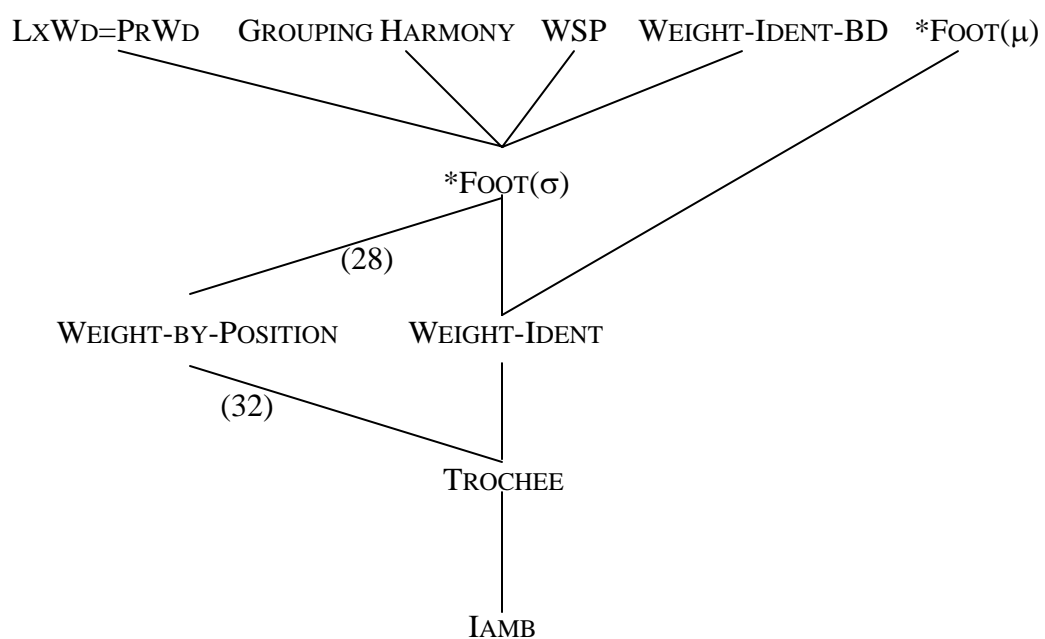 LXWD=PRWD GROUPING HARMONY WSP WEIGHT-IDENT-BD *FOOT(μ)
*FOOT(σ)
(28)
WEIGHT-BY-POSITION WEIGHT-IDENT
(32)
TROCHEE
IAMB